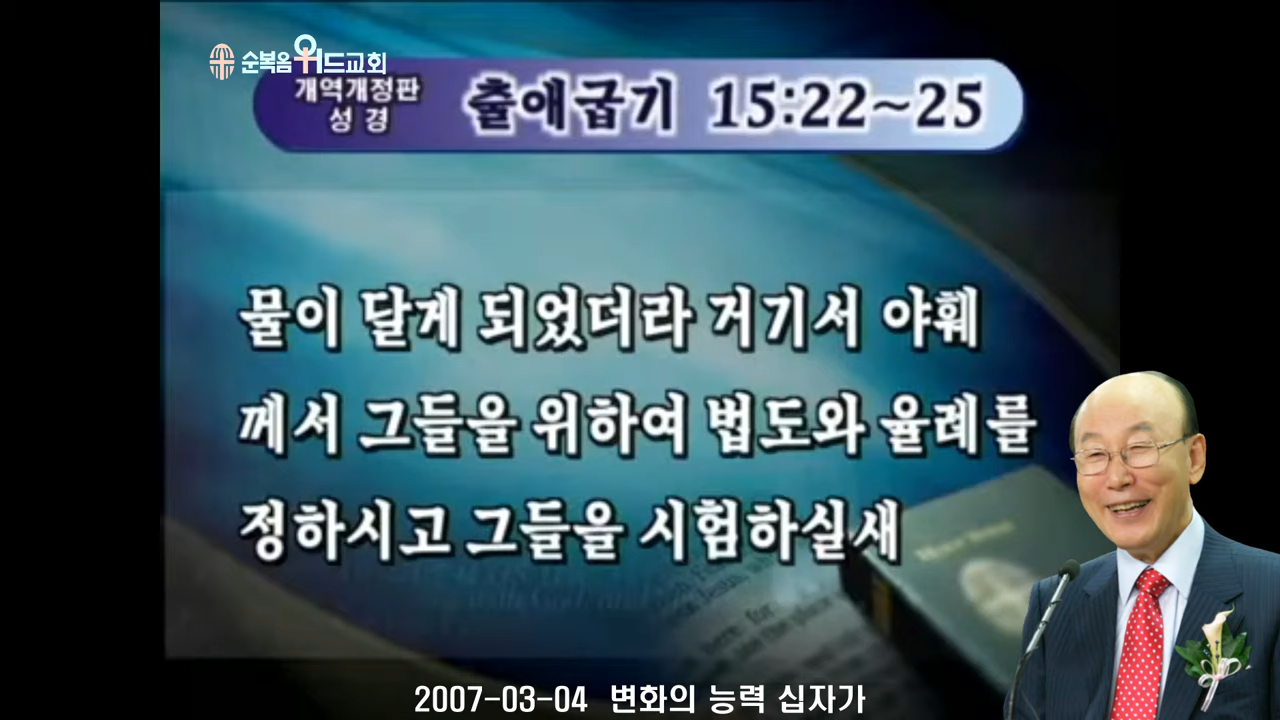 순복음워드교회
개역개정판
성경
출애굽기 15:22~25
물이 달게 되었더라 거기서 야훼
께서 그들을 위하여 법도와 율례를
정하시고 그들을 시험하실새
2007-03-04 변화의 능력 십자가